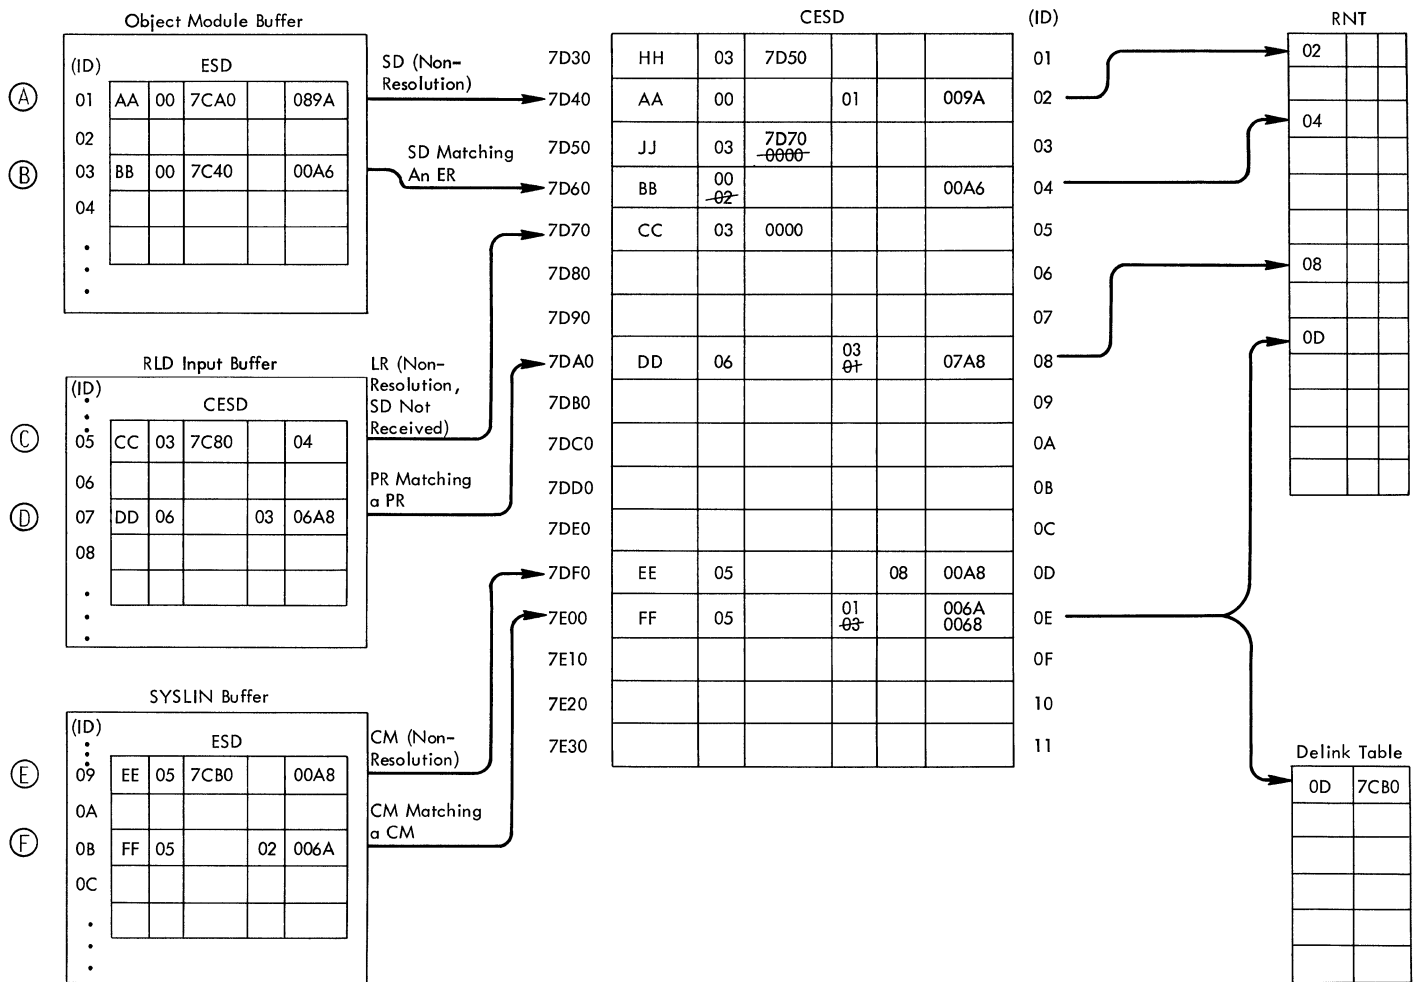 Object Module Buffer
(ID) ESD
Ⓐ 01 AA 00 7CA0 089A
02
Ⓑ 03 BB 00 7C40 00A6
04
SD (Non-
Resolution)
SD Matching
An ER
RLD Input Buffer
(ID)
CESD
Ⓒ 05 CC 03 7C80 04
06
Ⓓ 07 DD 06 03 06A8
08
LR (Non-
Resolution,
SD Not
Received)
PR Matching
a PR
SYSLIN Buffer
(ID)
ESD
Ⓔ 09 EE 05 7CB0 00A8
0A
Ⓕ 0B FF 05 02 006A
0C
CM (Non-
Resolution)
CM Matching
a CM
CESD (ID)
7D30 HH 03 7D50 01
7D40 AA 00 01 009A 02
7D50 JJ 03 7D70 0000 03
7D60 BB 00 02 00A6 04
7D70 CC 03 0000 05
7D80 06
7D90 07
7DA0 DD 06 03 01 07A8 08
7DB0 09
7DC0 0A
7DD0 0B
7DE0 0C
7DF0 EE 05 08 00A8 0D
7E00 FF 05 01 03 006A 0068 0E
7E10 0F
7E20 10
7E30 11
RNT
02
04
08
0D
Delink Table
0D 7CB0